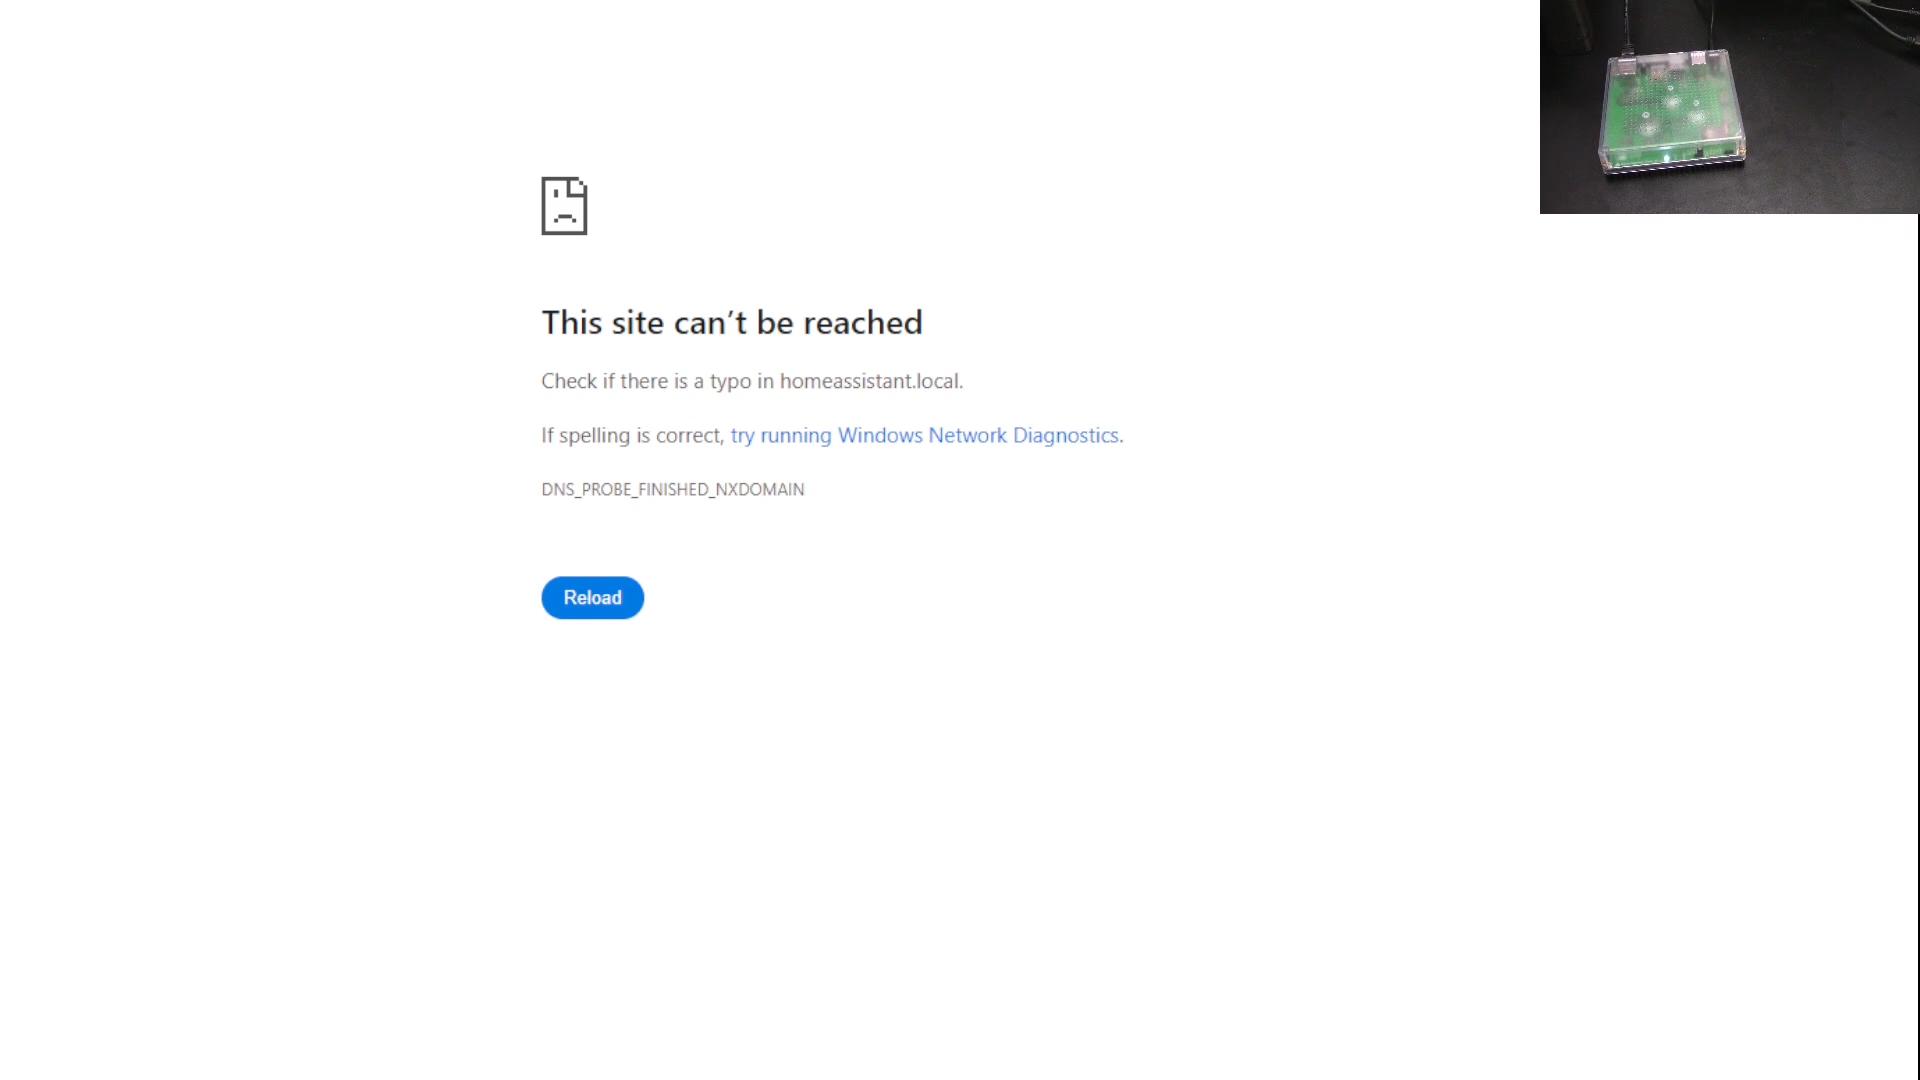 This site can’t be reached
Check if there is a typo in homeassistant.local.
If spelling is correct, try running Windows Network Diagnostics.
DNS_PROBE_FINISHED_NXDOMAIN
Reload